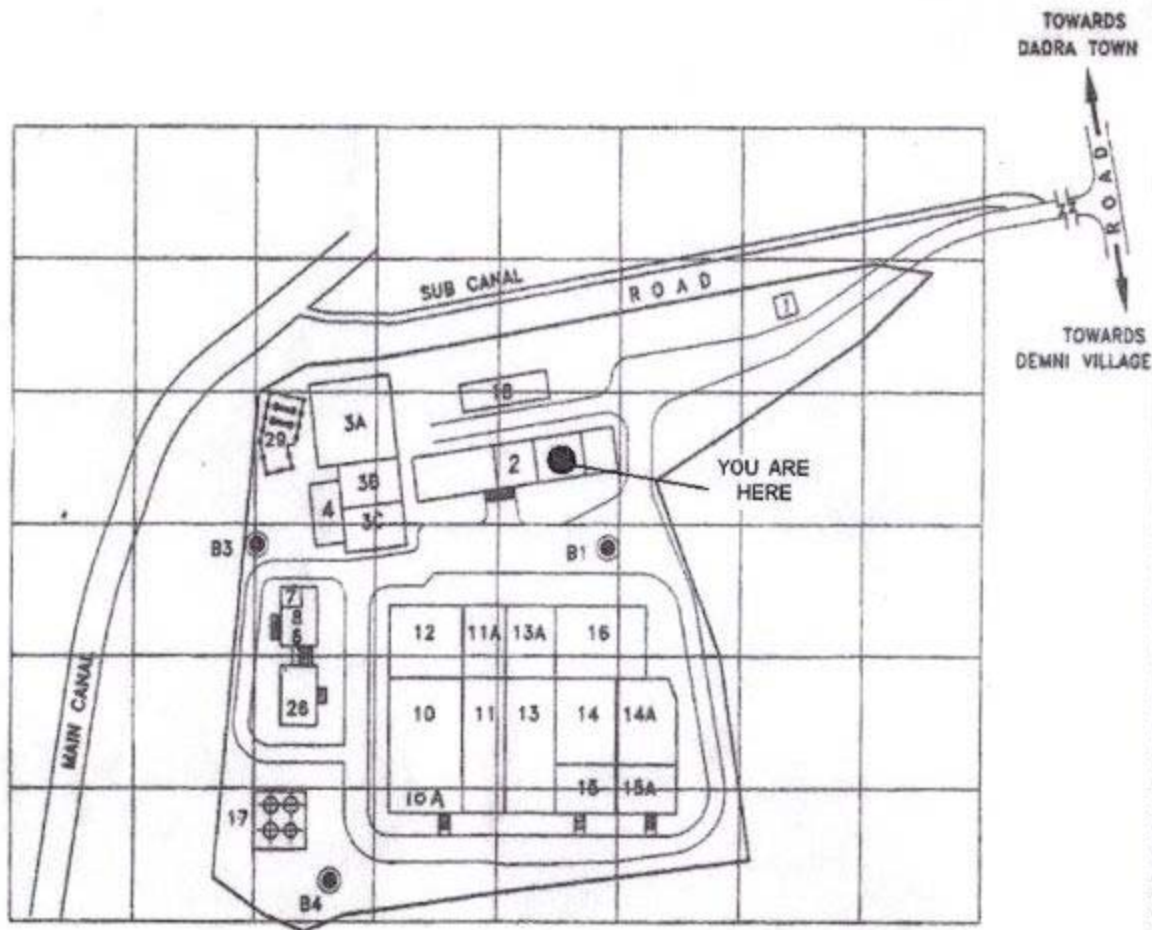 TOWARDS
DADRA TOWN
ROAD
TOWARDS
DEMNI VILLAGE
SUB CANAL
ROAD
1
1B
3A
29
2
YOU ARE
HERE
3B
4
3C
B3
B1
7
8
6
12
11A
13A
16
MAIN CANAL
26
10
11
13
14
14A
10A
15
15A
17
B4